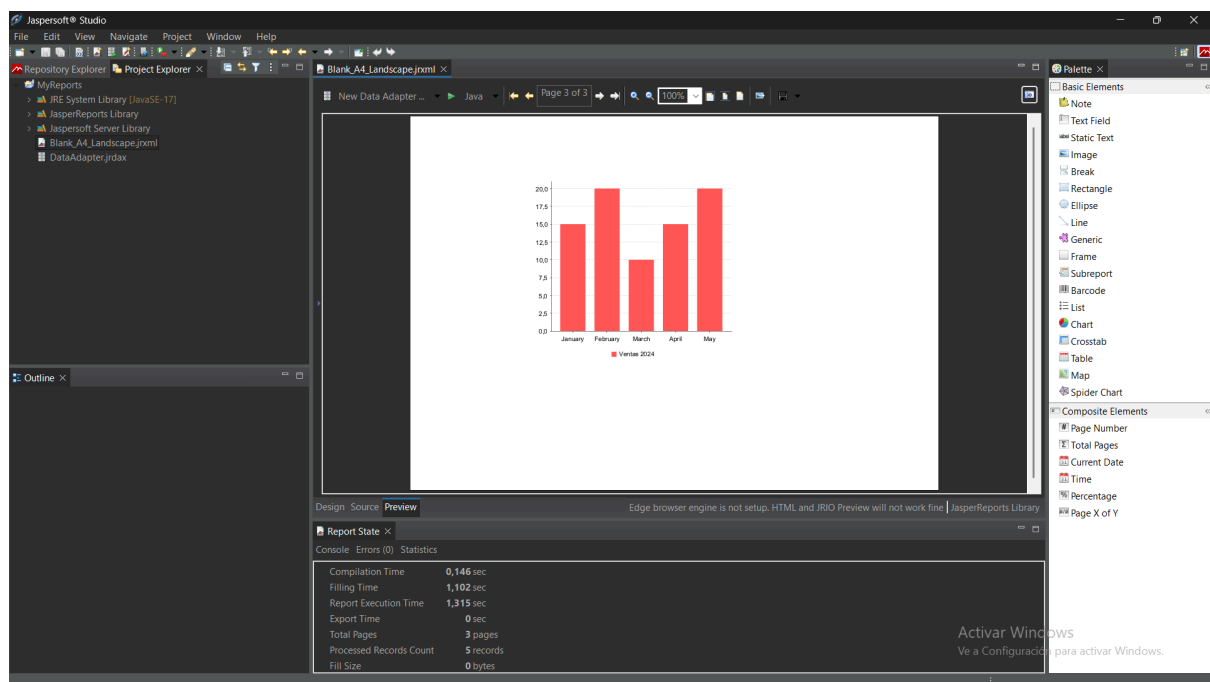 Jaspersoft® Studio
File Edit View Navigate Project Window Help
Repository Explorer Project Explorer
MyReports
JRE System Library [JavaSE-17]
JasperReports Library
Jaspersoft Server Library
Blank_A4_Landscape.jrxml
DataAdapter.jrdax
Outline
Blank_A4_Landscape.jrxml
New Data Adapter ... Java Page 3 of 3 100%
20,0
17,5
15,0
12,5
10,0
7,5
5,0
2,5
0,0
January February March April May
Ventas 2024
Design Source Preview
Edge browser engine is not setup. HTML and JRIO Preview will not work fine JasperReports Library
Report State
Console Errors (0) Statistics
Compilation Time 0,146 sec
Filling Time 1,102 sec
Report Execution Time 1,315 sec
Export Time 0 sec
Total Pages 3 pages
Processed Records Count 5 records
Fill Size 0 bytes
Palette
Basic Elements
Note
Text Field
Static Text
Image
Break
Rectangle
Ellipse
Line
Generic
Frame
Subreport
Barcode
List
Chart
Crosstab
Table
Map
Spider Chart
Composite Elements
Page Number
Total Pages
Current Date
Time
Percentage
Page X of Y
Activar Windows
Ve a Configuración para activar Windows.